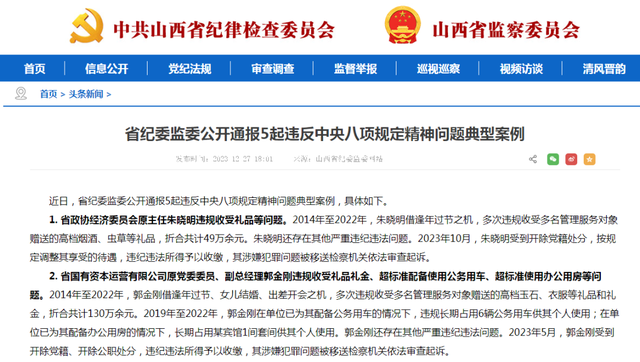 中共山西省纪律检查委员会 山西省监察委员会
首页 信息公开 党纪法规 审查调查 监督举报 巡视巡察 视频访谈 清风晋韵
首页 > 头条新闻 >
省纪委监委公开通报5起违反中央八项规定精神问题典型案例
发布时间：2023-12-27 18:01 来源：山西省纪委监委网站
近日，省纪委监委公开通报5起违反中央八项规定精神问题典型案例，具体如下。
1. 省政协经济委员会原主任朱晓明违规收受礼品等问题。2014年至2022年，朱晓明借逢年过节之机，多次违规收受多名管理服务对象
赠送的高档烟酒、虫草等礼品，折合共计49万余元。朱晓明还存在其他严重违纪违法问题。2023年10月，朱晓明受到开除党籍处分，按规
定调整其享受的待遇，违纪违法所得予以收缴，其涉嫌犯罪问题被移送检察机关依法审查起诉。
2. 省国有资本运营有限公司原党委委员、副总经理郭金刚违规收受礼品礼金、超标准配备使用公务用车、超标准使用办公用房等问
题。2014年至2022年，郭金刚借逢年过节、女儿结婚、出差开会之机，多次违规收受多名管理服务对象赠送的高档玉石、衣服等礼品和礼
金，折合共计130万余元。2019年至2022年，郭金刚在单位已为其配备公务用车的情况下，违规长期占用6辆公务用车供其个人使用；在单
位已为其配备办公用房的情况下，长期占用某宾馆1间套间供其个人使用。郭金刚还存在其他严重违纪违法问题。2023年5月，郭金刚受到
开除党籍、开除公职处分，违纪违法所得予以收缴，其涉嫌犯罪问题被移送检察机关依法审查起诉。